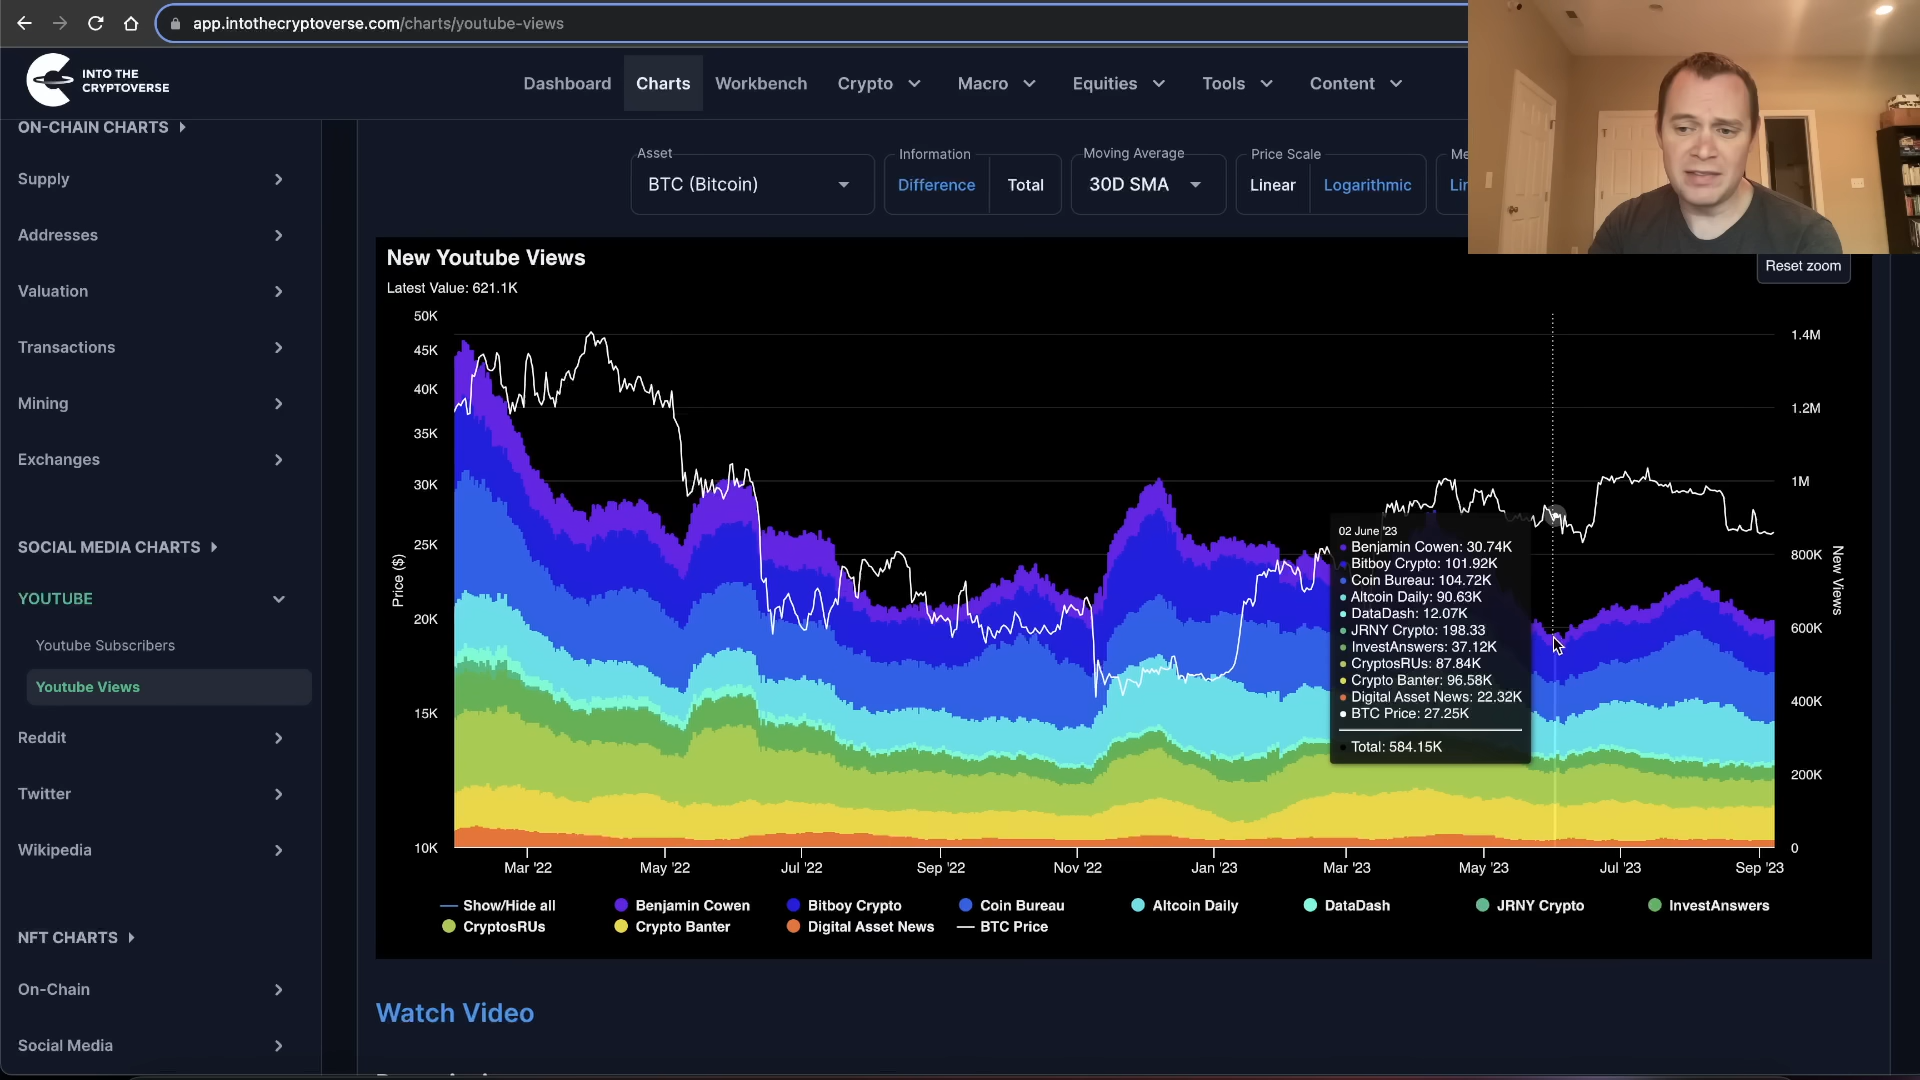 app.intothecryptoverse.com/charts/youtube-views
INTO THE
CRYPTOVERSE
Dashboard
Charts
Workbench
Crypto
Macro
Equities
Tools
Content
ON-CHAIN CHARTS
Supply
Addresses
Valuation
Transactions
Mining
Exchanges
SOCIAL MEDIA CHARTS
YOUTUBE
Youtube Subscribers
Youtube Views
Reddit
Twitter
Wikipedia
NFT CHARTS
On-Chain
Social Media
Asset
BTC (Bitcoin)
Information
Difference
Total
Moving Average
30D SMA
Price Scale
Linear
Logarithmic
Me
Lin
Reset zoom
New Youtube Views
Latest Value: 621.1K
50K
45K
40K
35K
30K
25K
20K
15K
10K
Price ($)
1.4M
1.2M
1M
800K
600K
400K
200K
0
New Views
02 June '23
Benjamin Cowen: 30.74K
Bitboy Crypto: 101.92K
Coin Bureau: 104.72K
Altcoin Daily: 90.63K
DataDash: 12.07K
JRNY Crypto: 198.33
InvestAnswers: 37.12K
CryptosRUs: 87.84K
Crypto Banter: 96.58K
Digital Asset News: 22.32K
BTC Price: 27.25K
Total: 584.15K
Mar '22
May '22
Jul '22
Sep '22
Nov '22
Jan '23
Mar '23
May '23
Jul '23
Sep '23
Show/Hide all
Benjamin Cowen
Bitboy Crypto
Coin Bureau
Altcoin Daily
DataDash
JRNY Crypto
InvestAnswers
CryptosRUs
Crypto Banter
Digital Asset News
BTC Price
Watch Video